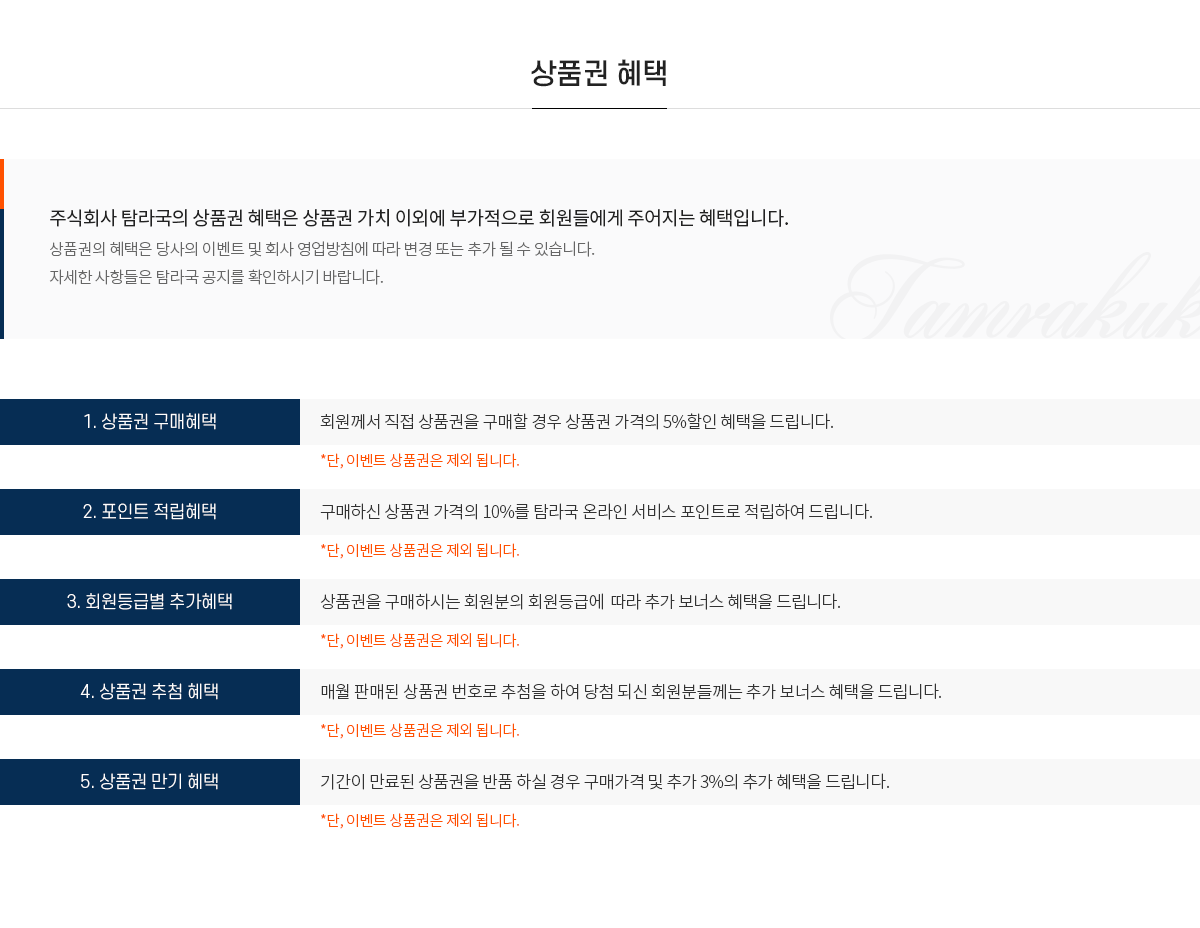 상품권 혜택
주식회사 탐라국의 상품권 혜택은 상품권 가치 이외에 부가적으로 회원들에게 주어지는 혜택입니다.
상품권의 혜택은 당사의 이벤트 및 회사 영업방침에 따라 변경 또는 추가 될 수 있습니다.
자세한 사항들은 탐라국 공지를 확인하시기 바랍니다.
Tamrakuk
1. 상품권 구매혜택
회원께서 직접 상품권을 구매할 경우 상품권 가격의 5%할인 혜택을 드립니다.
*단, 이벤트 상품권은 제외 됩니다.
2. 포인트 적립혜택
구매하신 상품권 가격의 10%를 탐라국 온라인 서비스 포인트로 적립하여 드립니다.
*단, 이벤트 상품권은 제외 됩니다.
3. 회원등급별 추가혜택
상품권을 구매하시는 회원분의 회원등급에 따라 추가 보너스 혜택을 드립니다.
*단, 이벤트 상품권은 제외 됩니다.
4. 상품권 추첨 혜택
매월 판매된 상품권 번호로 추첨을 하여 당첨 되신 회원분들께는 추가 보너스 혜택을 드립니다.
*단, 이벤트 상품권은 제외 됩니다.
5. 상품권 만기 혜택
기간이 만료된 상품권을 반품 하실 경우 구매가격 및 추가 3%의 추가 혜택을 드립니다.
*단, 이벤트 상품권은 제외 됩니다.